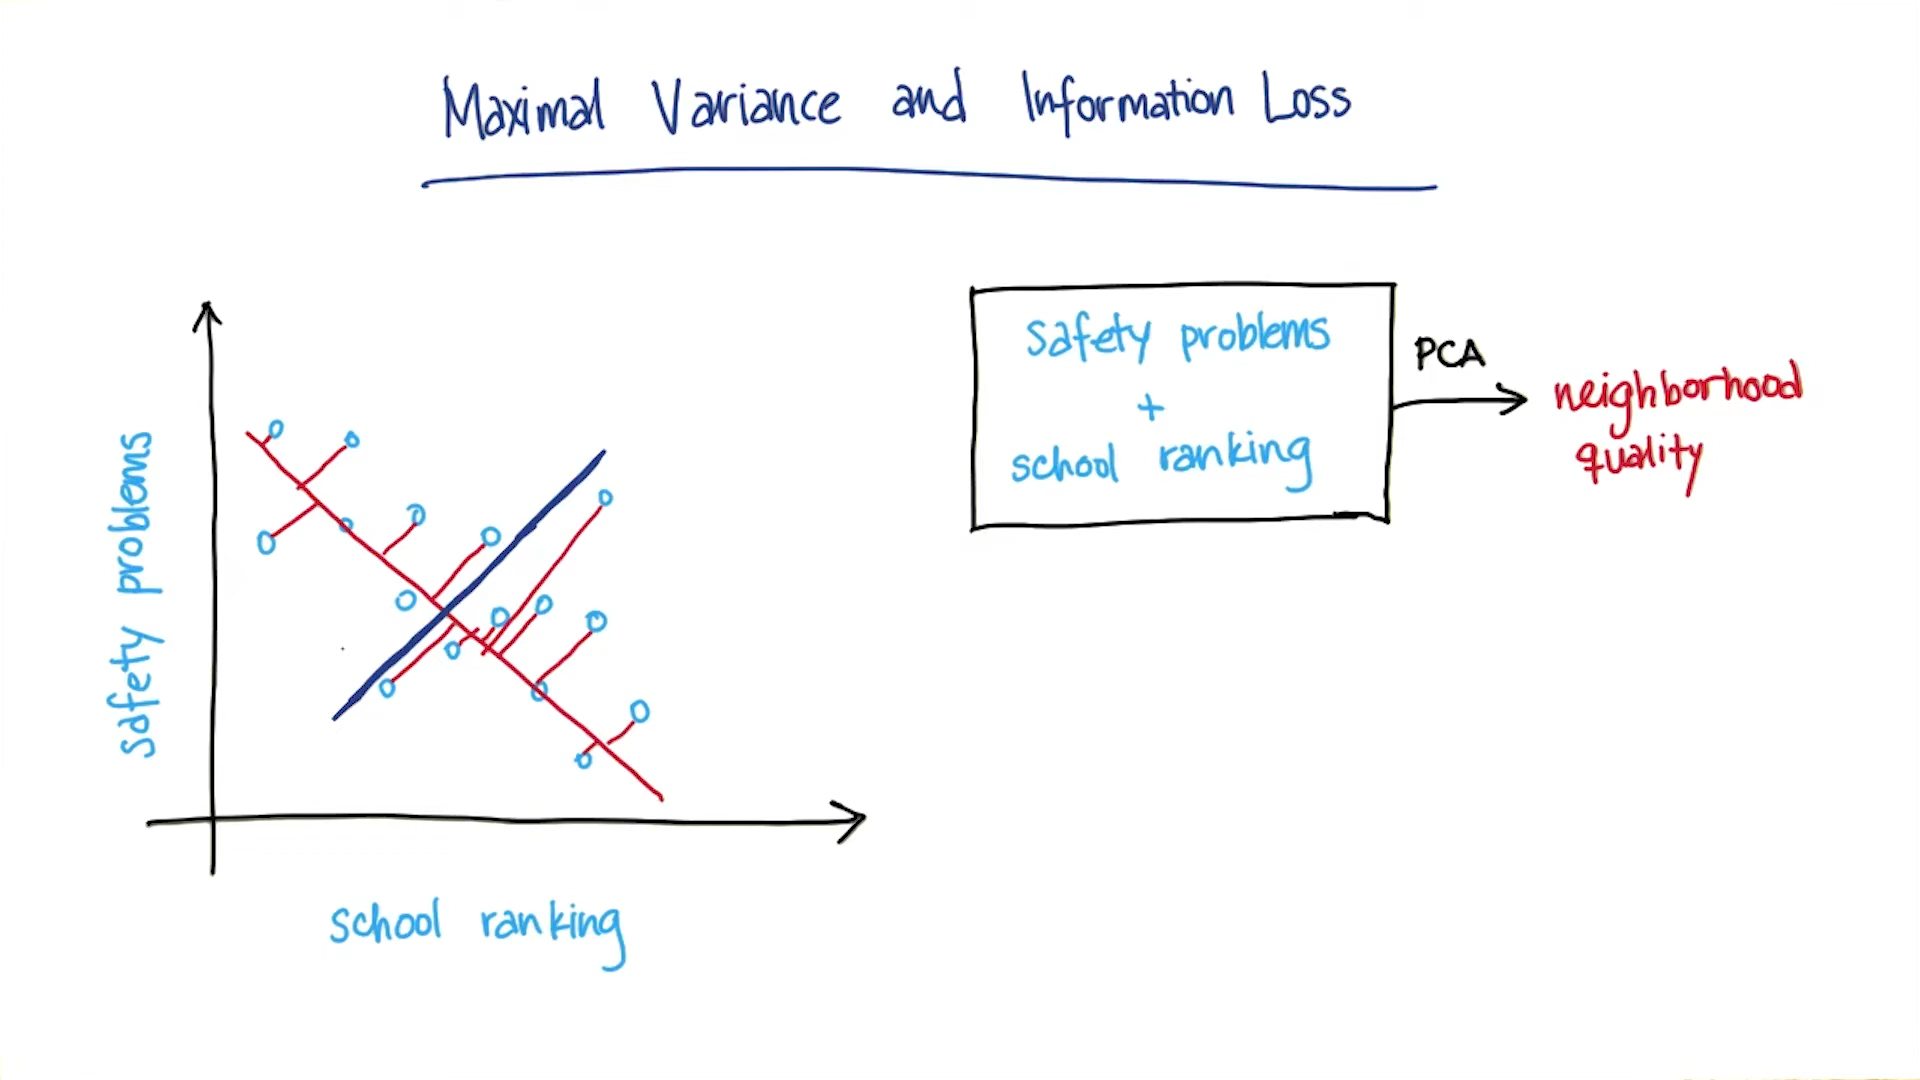 Maximal Variance and Information Loss
safety problems
school ranking
safety problems
+
school ranking
PCA
neighborhood
quality